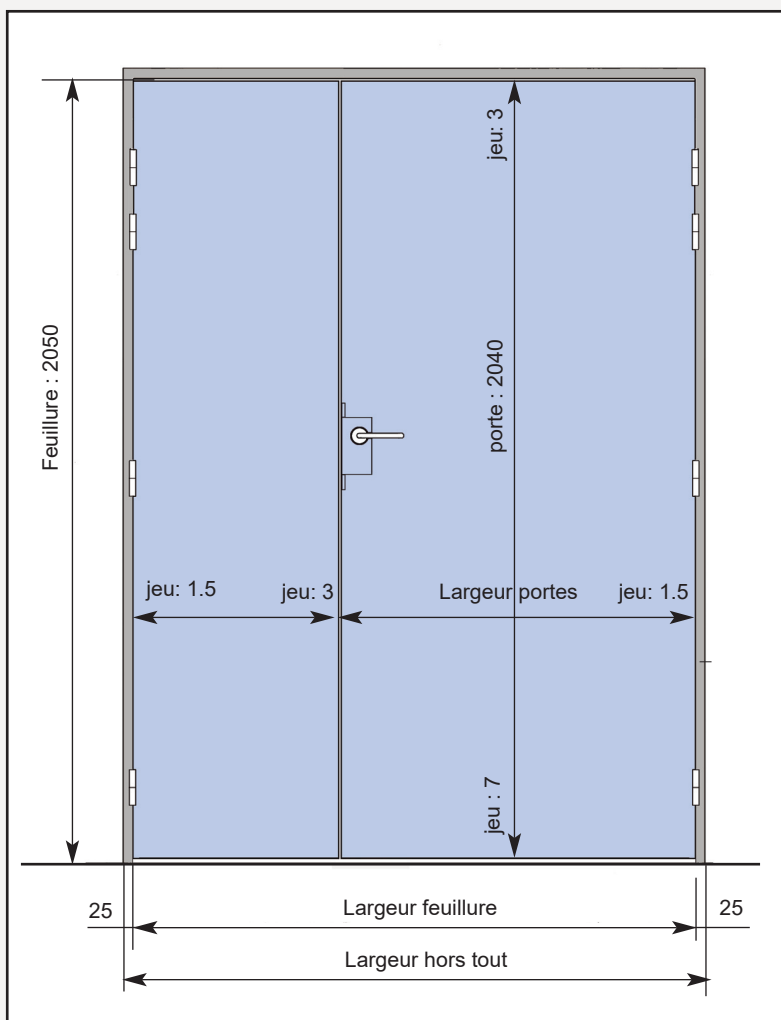 jeu: 3
Feuillure : 2050
porte : 2040
jeu: 1.5
jeu: 3
Largeur portes
jeu: 1.5
jeu : 7
25
Largeur feuillure
25
Largeur hors tout